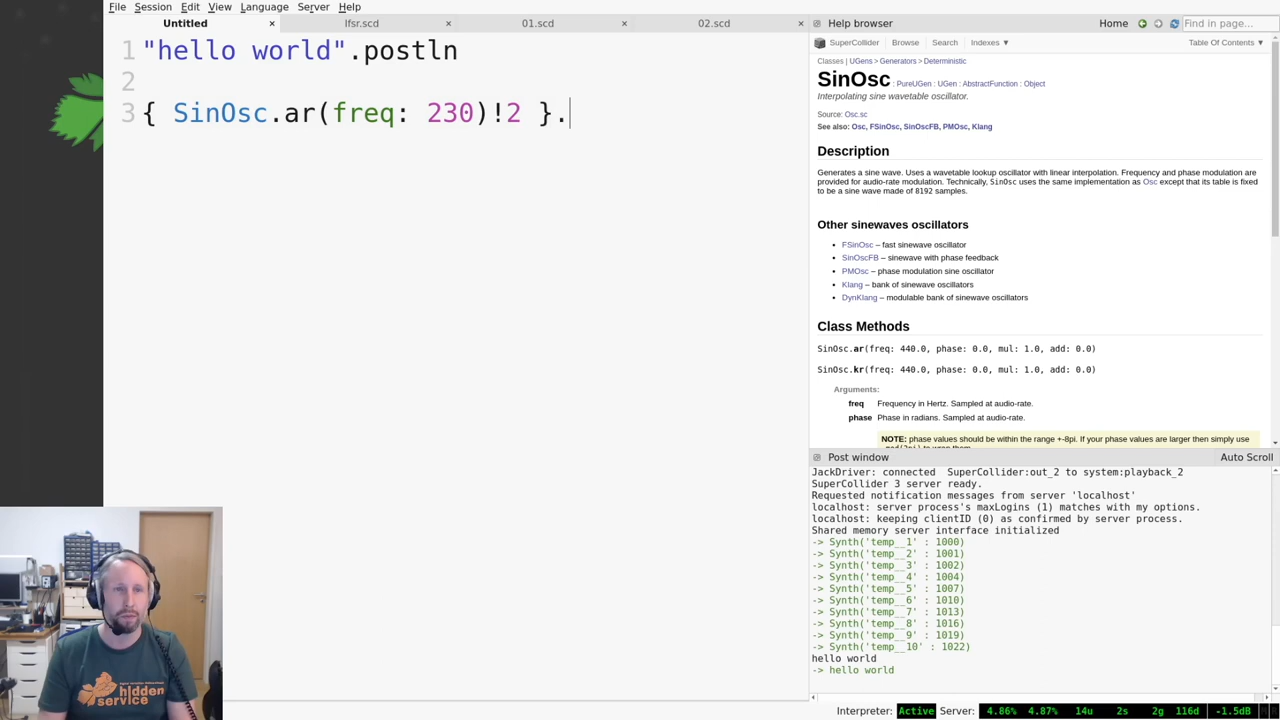 File Session Edit View Language Server Help
Untitled × lfsr.scd × 01.scd × 02.scd ×
1 "hello world".postln
2
3 { SinOsc.ar(freq: 230)!2 }.
Help browser Home Find in page...
SuperCollider Browse Search Indexes ▼ Table Of Contents ▼
Classes | UGens > Generators > Deterministic
SinOsc : PureUGen : UGen : AbstractFunction : Object
Interpolating sine wavetable oscillator.
Source: Osc.sc
See also: Osc, FSinOsc, SinOscFB, PMOsc, Klang
Description
Generates a sine wave. Uses a wavetable lookup oscillator with linear interpolation. Frequency and phase modulation are
provided for audio-rate modulation. Technically, SinOsc uses the same implementation as Osc except that its table is fixed
to be a sine wave made of 8192 samples.
Other sinewaves oscillators
• FSinOsc – fast sinewave oscillator
• SinOscFB – sinewave with phase feedback
• PMOsc – phase modulation sine oscillator
• Klang – bank of sinewave oscillators
• DynKlang – modulable bank of sinewave oscillators
Class Methods
SinOsc.ar(freq: 440.0, phase: 0.0, mul: 1.0, add: 0.0)
SinOsc.kr(freq: 440.0, phase: 0.0, mul: 1.0, add: 0.0)
Arguments:
freq Frequency in Hertz. Sampled at audio-rate.
phase Phase in radians. Sampled at audio-rate.
NOTE: phase values should be within the range +-8pi. If your phase values are larger then simply use
Post window Auto Scroll
JackDriver: connected  SuperCollider:out_2 to system:playback_2
SuperCollider 3 server ready.
Requested notification messages from server 'localhost'
localhost: server process's maxLogins (1) matches with my options.
localhost: keeping clientID (0) as confirmed by server process.
Shared memory server interface initialized
-> Synth('temp__1' : 1000)
-> Synth('temp__2' : 1001)
-> Synth('temp__3' : 1002)
-> Synth('temp__4' : 1004)
-> Synth('temp__5' : 1007)
-> Synth('temp__6' : 1010)
-> Synth('temp__7' : 1013)
-> Synth('temp__8' : 1016)
-> Synth('temp__9' : 1019)
-> Synth('temp__10' : 1022)
hello world
-> hello world
hidden
service
Interpreter: Active Server: 4.86% 4.87% 14u 2s 2g 116d -1.5dB